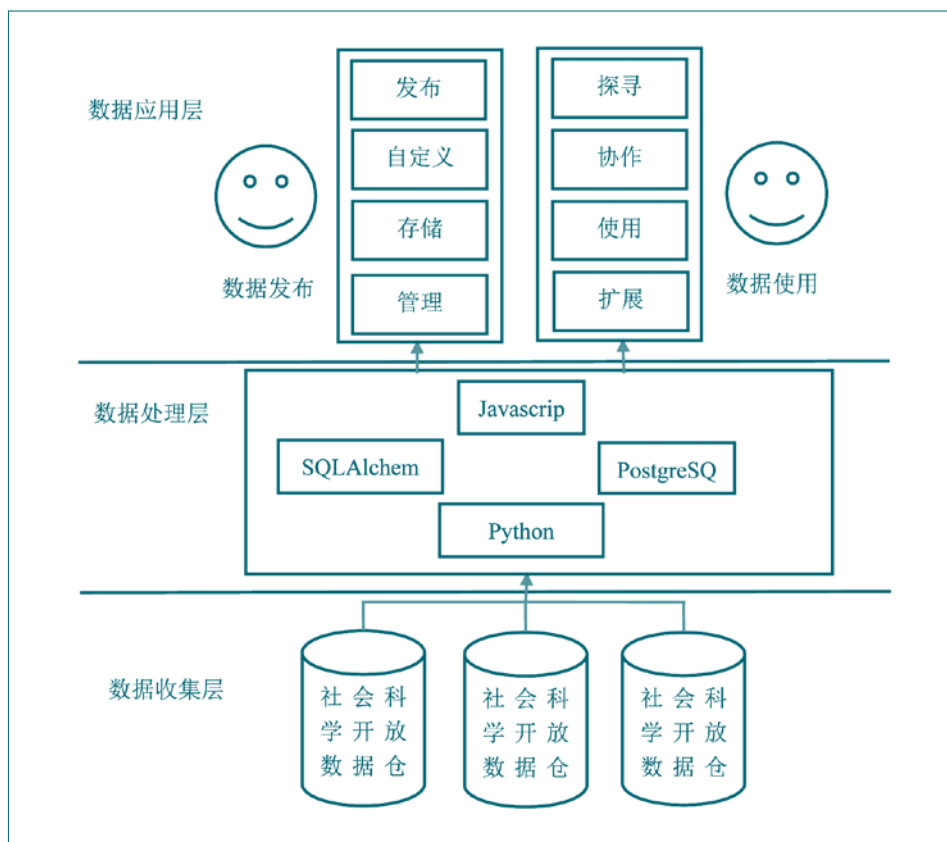 数据应用层
发布
自定义
存储
管理
探寻
协作
使用
扩展
数据发布
数据使用
数据处理层
Javascrip
SQLAlchem
PostgreSQ
Python
数据收集层
社会科
学开放
数据仓
社会科
学开放
数据仓
社会科
学开放
数据仓